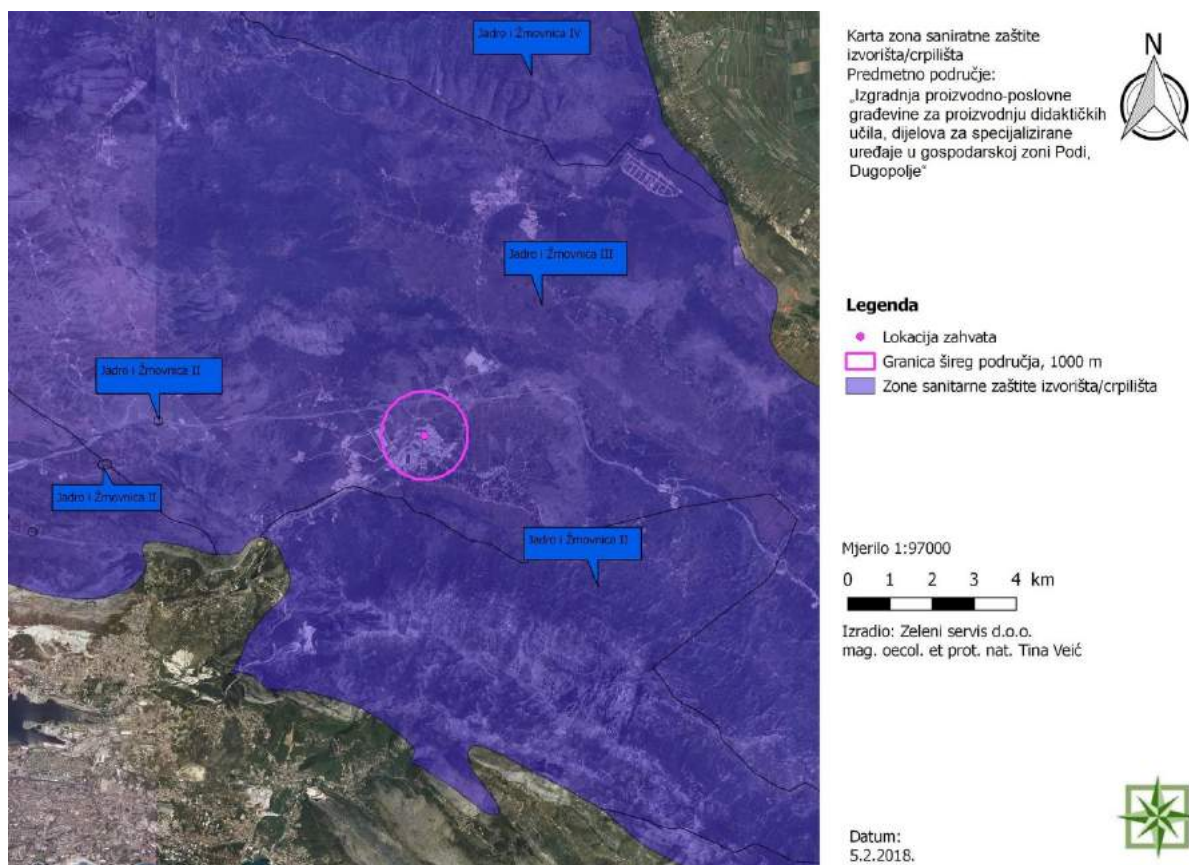 Jadro i Žrnovnica IV
Jadro i Žrnovnica III
Jadro i Žrnovnica II
Jadro i Žrnovnica II
Jadro i Žrnovnica II
Karta zona saniratne zaštite
izvorišta/crpilišta
Predmetno područje:
„Izgradnja proizvodno-poslovne
građevine za proizvodnju didaktičkih
učila, dijelova za specijalizirane
uređaje u gospodarskoj zoni Podi,
Dugopolje“
N
Legenda
Lokacija zahvata
Granica šireg područja, 1000 m
Zone sanitarne zaštite izvorišta/crpilišta
Mjerilo 1:97000
0 1 2 3 4 km
Izradio: Zeleni servis d.o.o.
mag. oecol. et prot. nat. Tina Veić
Datum:
5.2.2018.